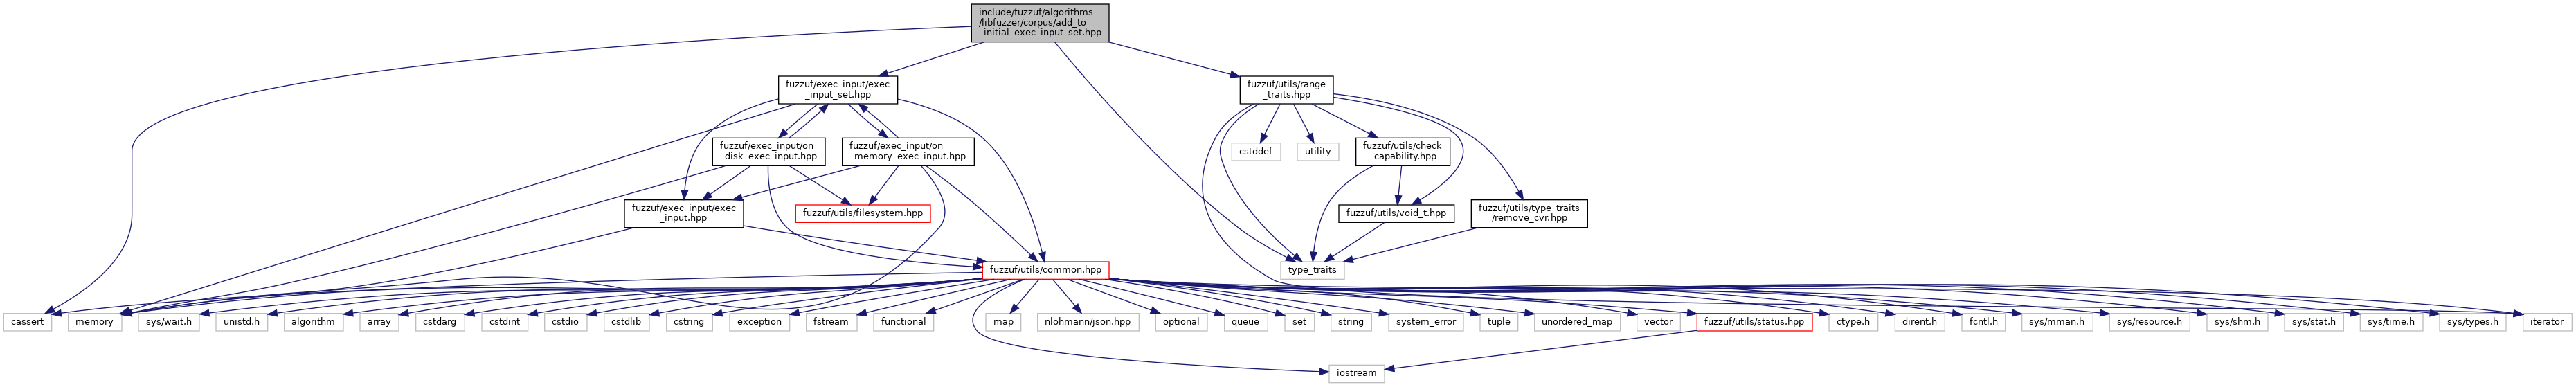 include/fuzzuf/algorithms
/libfuzzer/corpus/add_to
_initial_exec_input_set.hpp
fuzzuf/exec_input/exec
_input_set.hpp
fuzzuf/utils/range
_traits.hpp
fuzzuf/exec_input/on
_disk_exec_input.hpp
fuzzuf/exec_input/on
_memory_exec_input.hpp
cstddef
utility
fuzzuf/utils/check
_capability.hpp
fuzzuf/exec_input/exec
_input.hpp
fuzzuf/utils/filesystem.hpp
fuzzuf/utils/void_t.hpp
fuzzuf/utils/type_traits
/remove_cvr.hpp
fuzzuf/utils/common.hpp
type_traits
cassert
memory
sys/wait.h
unistd.h
algorithm
array
cstdarg
cstdint
cstdio
cstdlib
cstring
exception
fstream
functional
map
nlohmann/json.hpp
optional
queue
set
string
system_error
tuple
unordered_map
vector
fuzzuf/utils/status.hpp
ctype.h
dirent.h
fcntl.h
sys/mman.h
sys/resource.h
sys/shm.h
sys/stat.h
sys/time.h
sys/types.h
iterator
iostream